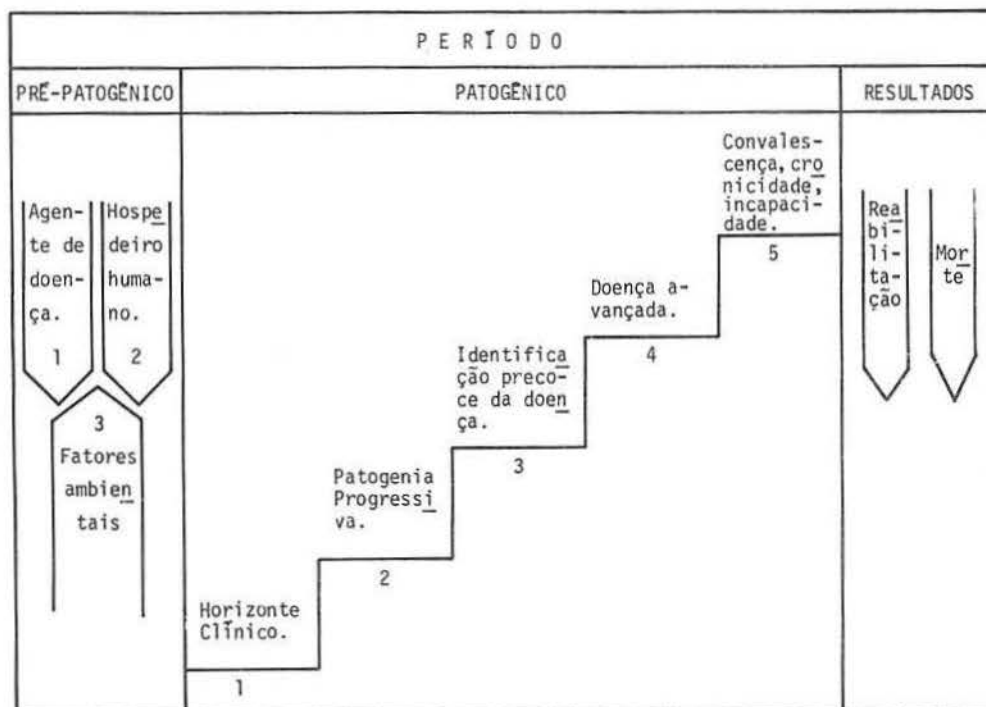 PERÍODO
PRÉ-PATOGÊNICO
PATOGÊNICO
RESULTADOS
Agen-
te de
doen-
ça.
1
Hospe
deiro
huma-
no.
2
3
Fatores
ambien
tais
Horizonte
Clínico.
1
Patogenia
Progressi
va.
2
Identifica
ção preco-
ce da doen
ça.
3
Doença a-
vançada.
4
Convales-
cença, cro
nicidade,
incapaci-
dade.
5
Rea
bi-
li-
ta-
ção
Mor
te